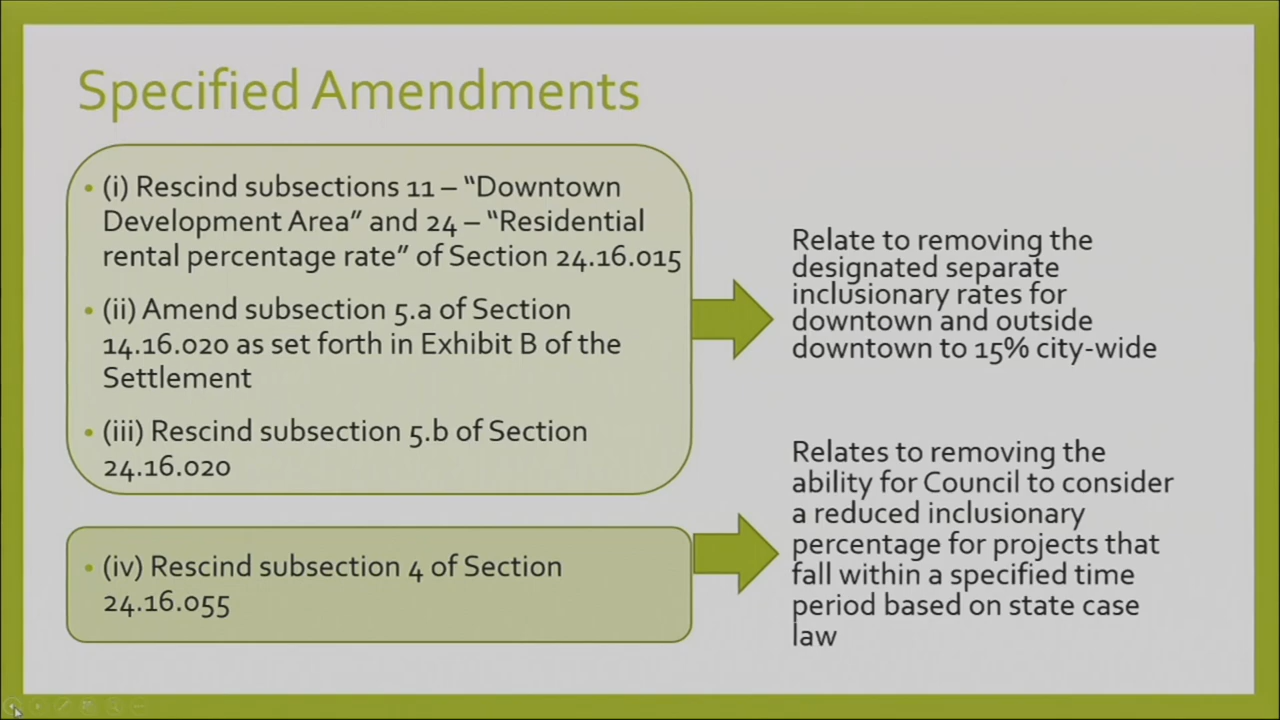 Specified Amendments
• (i) Rescind subsections 11 – “Downtown
Development Area” and 24 – “Residential
rental percentage rate” of Section 24.16.015
• (ii) Amend subsection 5.a of Section
14.16.020 as set forth in Exhibit B of the
Settlement
• (iii) Rescind subsection 5.b of Section
24.16.020
Relate to removing the
designated separate
inclusionary rates for
downtown and outside
downtown to 15% city-wide
• (iv) Rescind subsection 4 of Section
24.16.055
Relates to removing the
ability for Council to consider
a reduced inclusionary
percentage for projects that
fall within a specified time
period based on state case
law